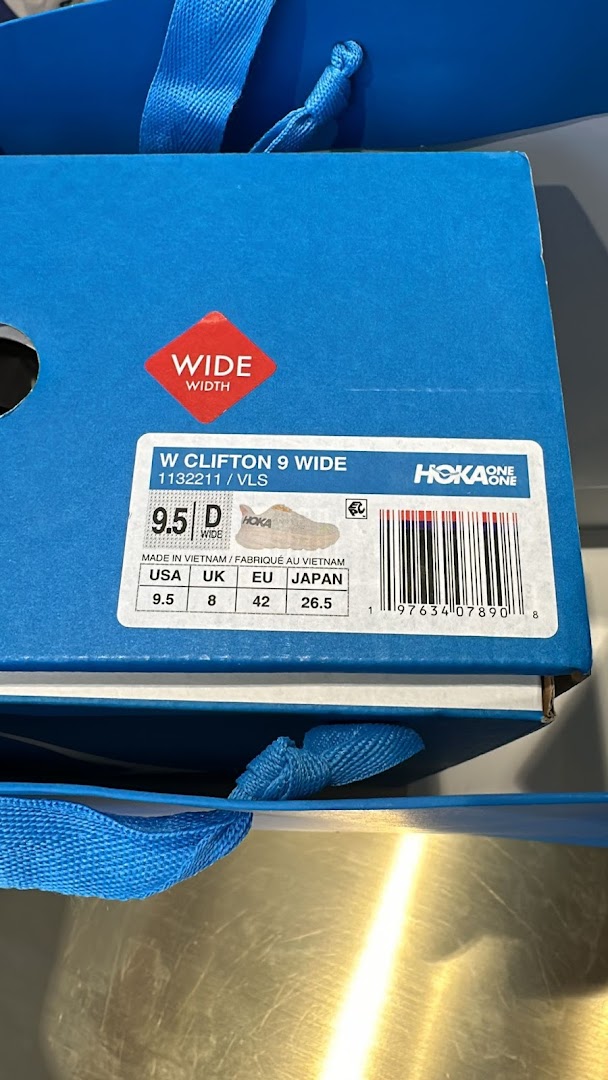 WIDE
WIDTH
W CLIFTON 9 WIDE
1132211 / VLS
HOKA ONE ONE
9.5 D
WIDE
HOKA
MADE IN VIETNAM / FABRIQUÉ AU VIETNAM
USA UK EU JAPAN
9.5 8 42 26.5
1 97634 07890 8